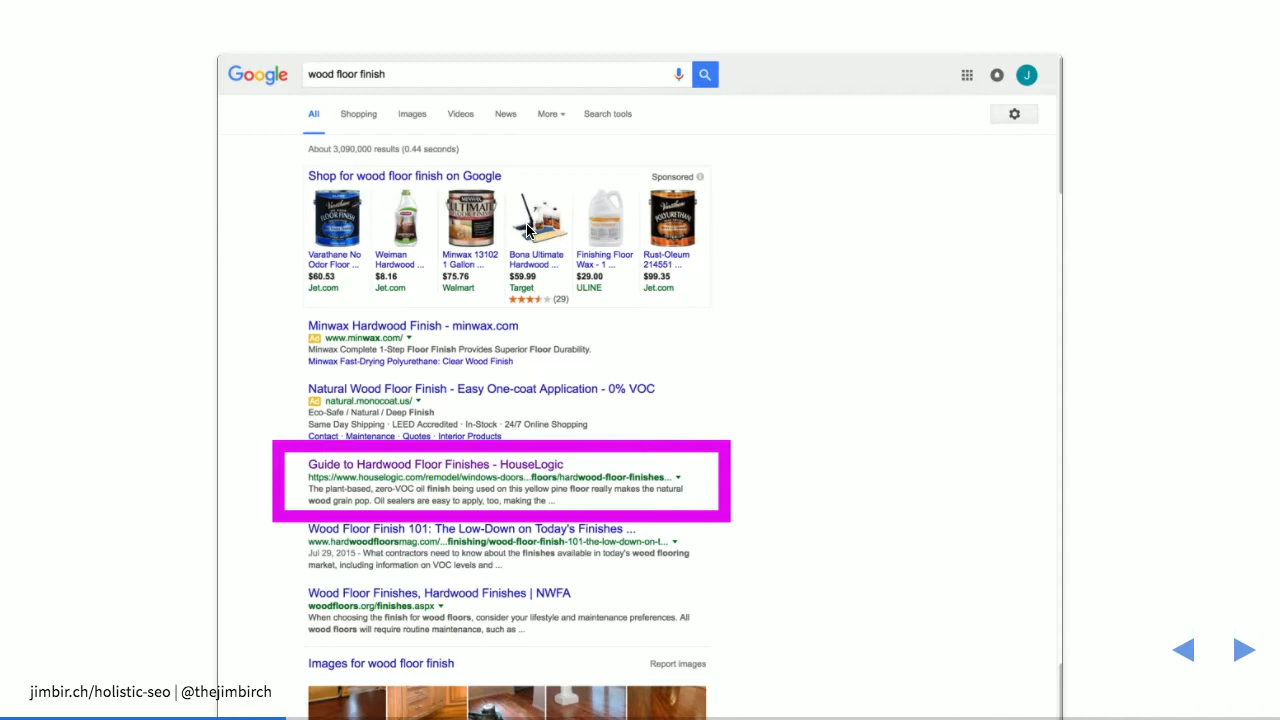 Google
wood floor finish
J
All Shopping Images Videos News More Search tools
About 3,090,000 results (0.44 seconds)
Shop for wood floor finish on Google
Sponsored
Varathane No Odor Floor ...
$60.53
Jet.com
Weiman Hardwood ...
$8.16
Jet.com
Minwax 13102 1 Gallon ...
$75.76
Walmart
Bona Ultimate Hardwood ...
$59.99
Target
(29)
Finishing Floor Wax - 1 ...
$29.00
ULINE
Rust-Oleum 214551 ...
$99.35
Jet.com
Minwax Hardwood Finish - minwax.com
Ad www.minwax.com/
Minwax Complete 1-Step Floor Finish Provides Superior Floor Durability.
Minwax Fast-Drying Polyurethane: Clear Wood Finish
Natural Wood Floor Finish - Easy One-coat Application - 0% VOC
Ad natural.monocoat.us/
Eco-Safe / Natural / Deep Finish
Same Day Shipping · LEED Accredited · In-Stock · 24/7 Online Shopping
Contact · Maintenance · Quotes · Interior Products
Guide to Hardwood Floor Finishes - HouseLogic
https://www.houselogic.com/remodel/windows-doors...floors/hardwood-floor-finishes...
The plant-based, zero-VOC oil finish being used on this yellow pine floor really makes the natural
wood grain pop. Oil sealers are easy to apply, too, making the ...
Wood Floor Finish 101: The Low-Down on Today's Finishes ...
www.hardwoodfloorsmag.com/...finishing/wood-floor-finish-101-the-low-down-on-t...
Jul 29, 2015 - What contractors need to know about the finishes available in today's wood flooring
market, including information on VOC levels and ...
Wood Floor Finishes, Hardwood Finishes | NWFA
woodfloors.org/finishes.aspx
When choosing the finish for wood floors, consider your lifestyle and maintenance preferences. All
wood floors will require routine maintenance, such as ...
Images for wood floor finish
Report images
jimbir.ch/holistic-seo | @thejimbirch